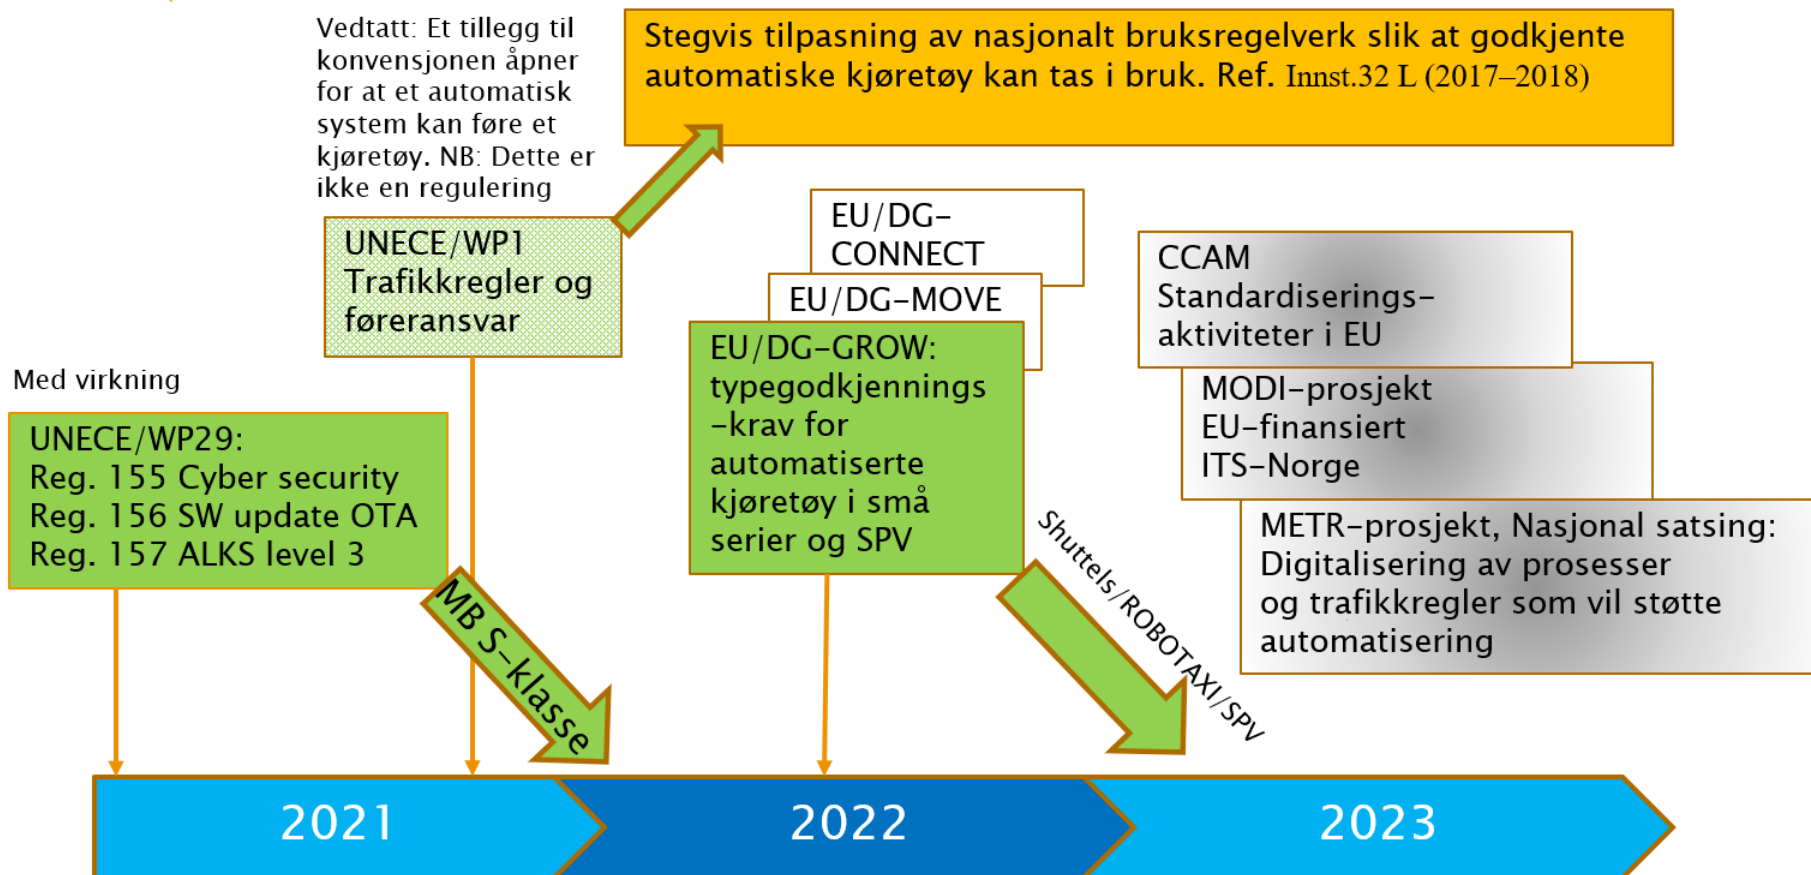 Vedtatt: Et tillegg til
konvensjonen åpner
for at et automatisk
system kan føre et
kjøretøy. NB: Dette er
ikke en regulering
Stegvis tilpasning av nasjonalt bruksregelverk slik at godkjente
automatiske kjøretøy kan tas i bruk. Ref. Innst.32 L (2017–2018)
UNECE/WP1
Trafikkregler og
føreransvar
EU/DG-
CONNECT
EU/DG-MOVE
EU/DG-GROW:
typegodkjennings
-krav for
automatiserte
kjøretøy i små
serier og SPV
CCAM
Standardiserings-
aktiviteter i EU
MODI-prosjekt
EU-finansiert
ITS-Norge
METR-prosjekt, Nasjonal satsing:
Digitalisering av prosesser
og trafikkregler som vil støtte
automatisering
Med virkning
UNECE/WP29:
Reg. 155 Cyber security
Reg. 156 SW update OTA
Reg. 157 ALKS level 3
MB S-klasse
Shuttels/ROBOTAXI/SPV
2021
2022
2023